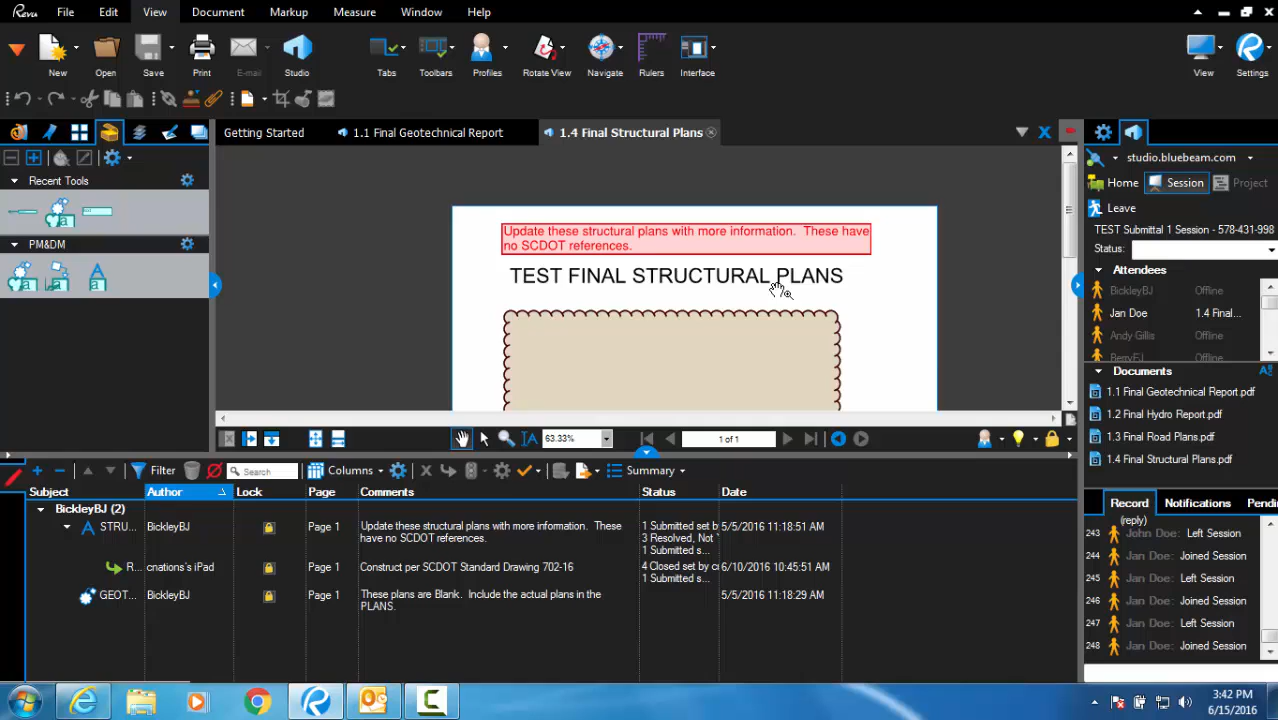 Revu File Edit View Document Markup Measure Window Help
New Open Save Print E-mail Studio Tabs Toolbars Profiles Rotate View Navigate Rulers Interface View Settings
Getting Started 1.1 Final Geotechnical Report 1.4 Final Structural Plans
Recent Tools
PM&DM
Update these structural plans with more information. These have
no SCDOT references.
TEST FINAL STRUCTURAL PLANS
studio.bluebeam.com
Home Session Project
Leave
TEST Submittal 1 Session - 578-431-998
Status:
Attendees
BickleyBJ Offline
Jan Doe 1.4 Final...
Andy Gillis Offline
BerryEJ Offline
Documents
1.1 Final Geotechnical Report.pdf
1.2 Final Hydro Report.pdf
1.3 Final Road Plans.pdf
1.4 Final Structural Plans.pdf
63.33% 1 of 1
Filter Search Columns Summary
Subject Author Lock Page Comments Status Date
BickleyBJ (2)
STRU... BickleyBJ Page 1 Update these structural plans with more information. These 1 Submitted set b 5/5/2016 11:18:51 AM
have no SCDOT references. 3 Resolved, Not
1 Submitted s...
R... cnations's iPad Page 1 Construct per SCDOT Standard Drawing 702-16 4 Closed set by c 6/10/2016 10:45:51 AM
1 Submitted s...
GEOT... BickleyBJ Page 1 These plans are Blank. Include the actual plans in the 5/5/2016 11:18:29 AM
PLANS.
Record Notifications Pendi
(reply)
243 John Doe: Left Session
244 Jan Doe: Joined Session
245 Jan Doe: Left Session
246 Jan Doe: Joined Session
247 Jan Doe: Left Session
248 Jan Doe: Joined Session
3:42 PM
6/15/2016